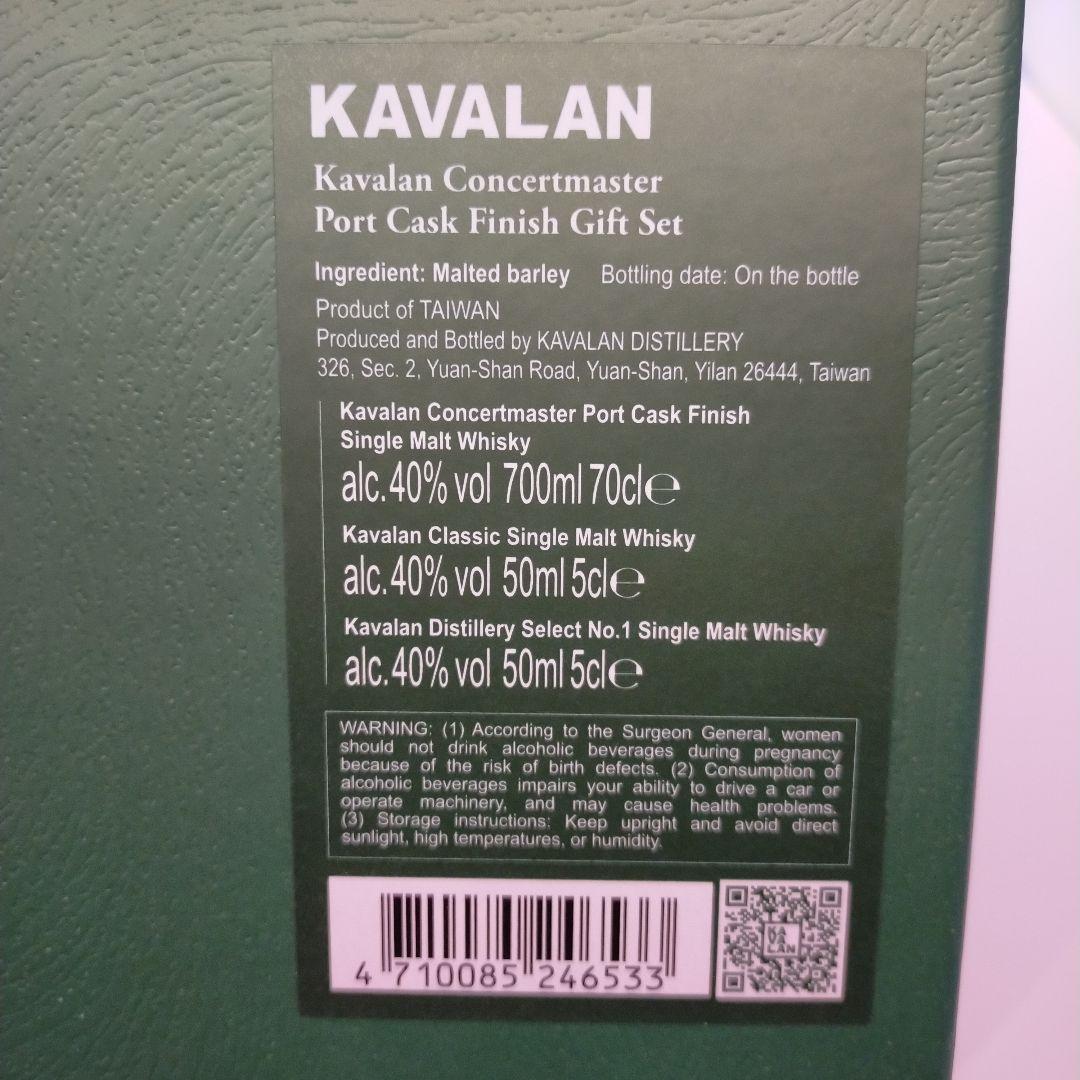 KAVALAN
Kavalan Concertmaster
Port Cask Finish Gift Set
Ingredient: Malted barley Bottling date: On the bottle
Product of TAIWAN
Produced and Bottled by KAVALAN DISTILLERY
326, Sec. 2, Yuan-Shan Road, Yuan-Shan, Yilan 26444, Taiwan
Kavalan Concertmaster Port Cask Finish
Single Malt Whisky
alc. 40% vol 700ml 70cl℮
Kavalan Classic Single Malt Whisky
alc. 40% vol 50ml 5cl℮
Kavalan Distillery Select No.1 Single Malt Whisky
alc. 40% vol 50ml 5cl℮
WARNING: (1) According to the Surgeon General, women
should not drink alcoholic beverages during pregnancy
because of the risk of birth defects. (2) Consumption of
alcoholic beverages impairs your ability to drive a car or
operate machinery, and may cause health problems.
(3) Storage instructions: Keep upright and avoid direct
sunlight, high temperatures, or humidity.
4 710085 246533
KA
VA
LAN